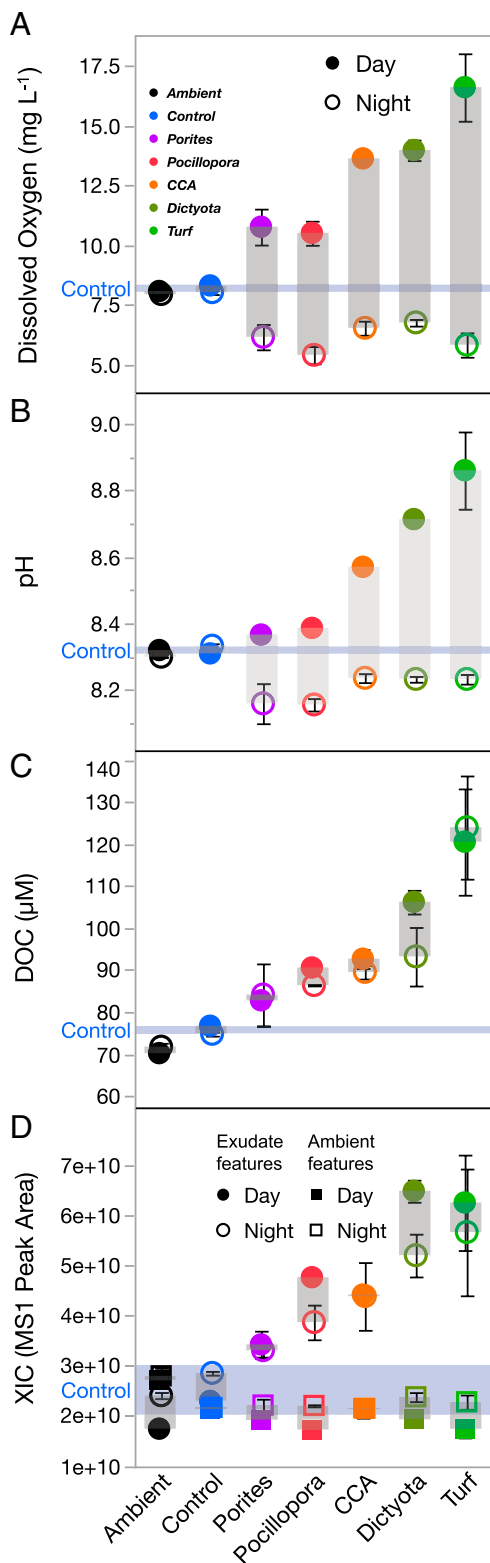 A
Dissolved Oxygen (mg L-1)
17.5
15.0
12.5
10.0
Control
7.5
5.0
Ambient
Control
Porites
Pocillopora
CCA
Dictyota
Turf
Day
Night
B
pH
9.0
8.8
8.6
8.4
Control
8.2
C
DOC (µM)
140
130
120
110
100
90
80
Control
70
60
D
XIC (MS1 Peak Area)
Exudate
features
Day
Night
Ambient
features
Day
Night
7e+10
6e+10
5e+10
4e+10
3e+10
Control
2e+10
1e+10
Ambient
Control
Porites
Pocillopora
CCA
Dictyota
Turf